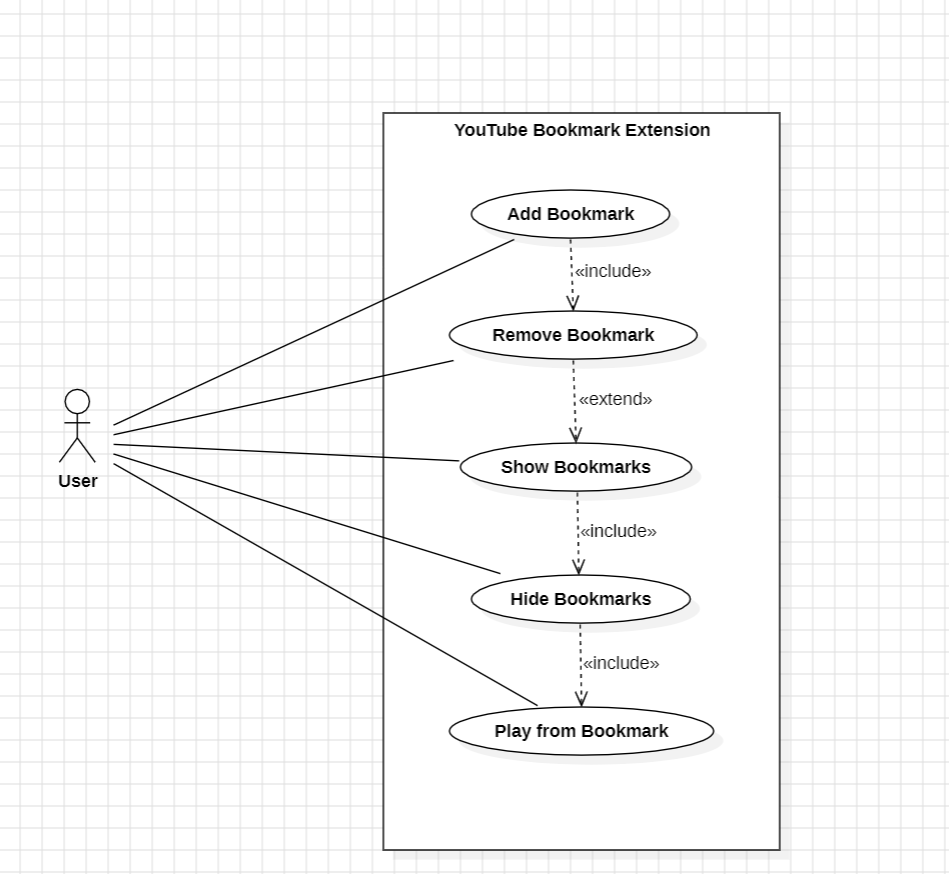 YouTube Bookmark Extension
Add Bookmark
«include»
Remove Bookmark
«extend»
Show Bookmarks
User
«include»
Hide Bookmarks
«include»
Play from Bookmark